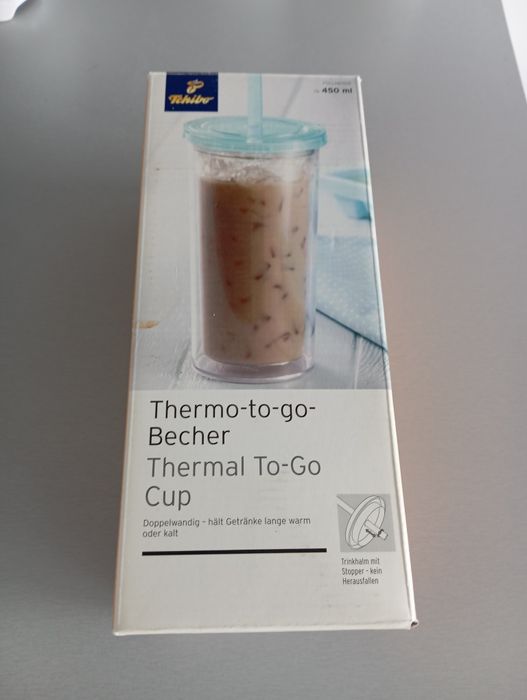 Tchibo
450 ml
Thermo-to-go-
Becher
Thermal To-Go
Cup
Doppelwandig – hält Getränke lange warm
oder kalt
Trinkhalm mit
Stopper – kein
Herausfallen